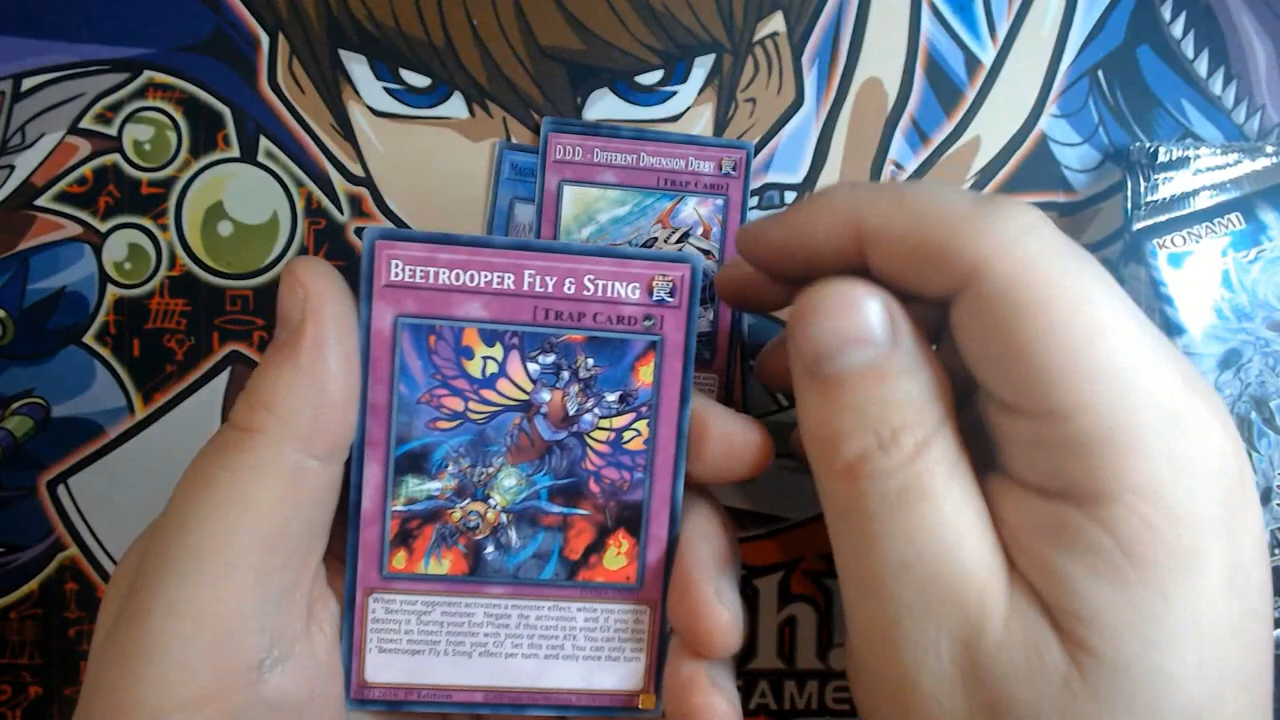 D.D.D. - DIFFERENT DIMENSION DERBY
[TRAP CARD]
MAGIK
KONAMI
BEETROOPER FLY & STING
TRAP
罠
[TRAP CARD]
When your opponent activates a monster effect, while you control
a "Beetrooper" monster: Negate the activation, and if you do,
destroy it. During your End Phase, if this card is in your GY and you
control an Insect monster with 3000 or more ATK: You can banish
1 Insect monster from your GY; Set this card. You can only use
1 "Beetrooper Fly & Sting" effect per turn, and only once that turn
1st Edition
h!
GAME